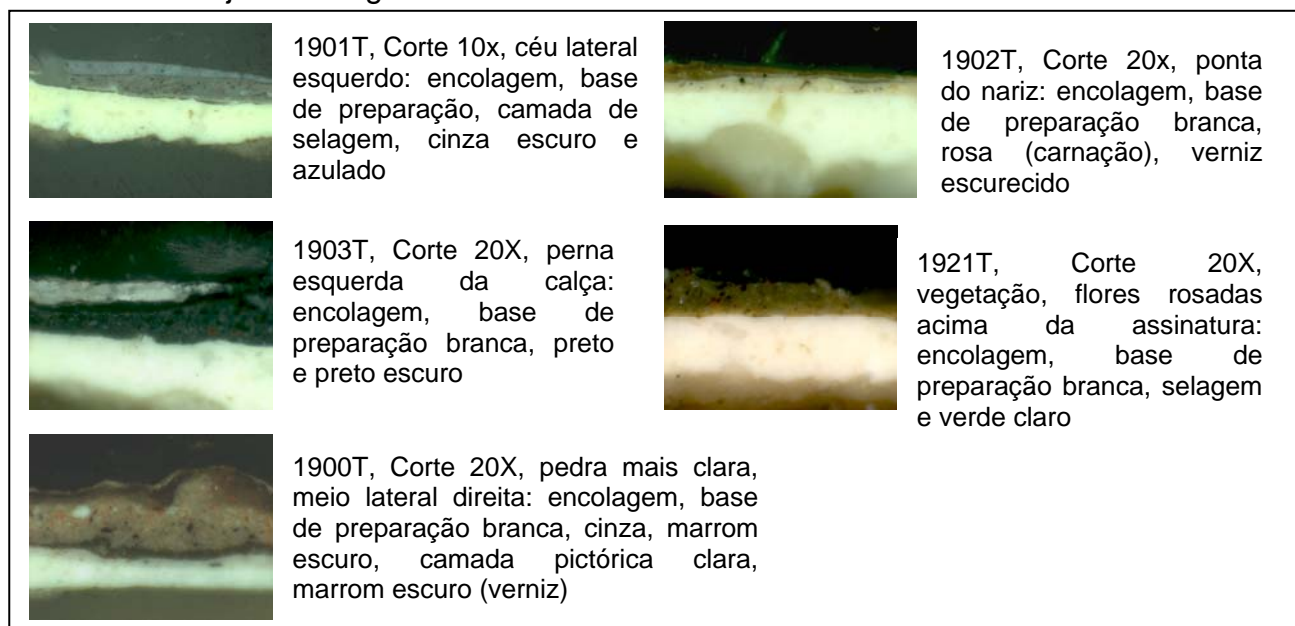 1901T, Corte 10x, céu lateral
esquerdo: encolagem, base
de preparação, camada de
selagem, cinza escuro e
azulado
1902T, Corte 20x, ponta
do nariz: encolagem, base
de preparação branca,
rosa (carnação), verniz
escurecido
1903T, Corte 20X, perna
esquerda da calça:
encolagem, base de
preparação branca, preto
e preto escuro
1921T, Corte 20X,
vegetação, flores rosadas
acima da assinatura:
encolagem, base de
preparação branca, selagem
e verde claro
1900T, Corte 20X, pedra mais clara,
meio lateral direita: encolagem, base
de preparação branca, cinza, marrom
escuro, camada pictórica clara,
marrom escuro (verniz)